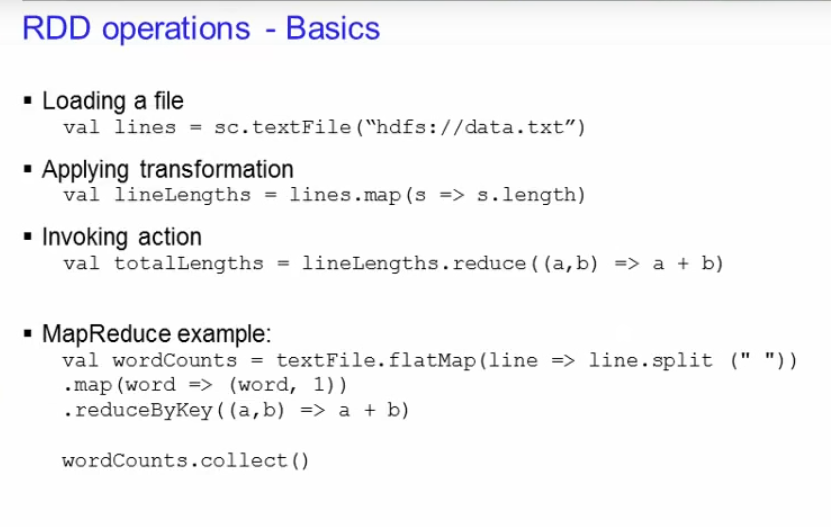 RDD operations - Basics
▪ Loading a file
val lines = sc.textFile(“hdfs://data.txt”)
▪ Applying transformation
val lineLengths = lines.map(s => s.length)
▪ Invoking action
val totalLengths = lineLengths.reduce((a,b) => a + b)
▪ MapReduce example:
val wordCounts = textFile.flatMap(line => line.split (" "))
.map(word => (word, 1))
.reduceByKey((a,b) => a + b)
wordCounts.collect()